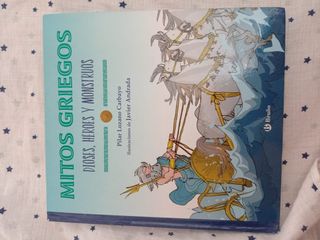 MITOS GRIEGOS
DIOSES, HÉROES Y MONSTRUOS
Pilar Lozano Carbayo
Ilustraciones de Javier Andrada
Bruño